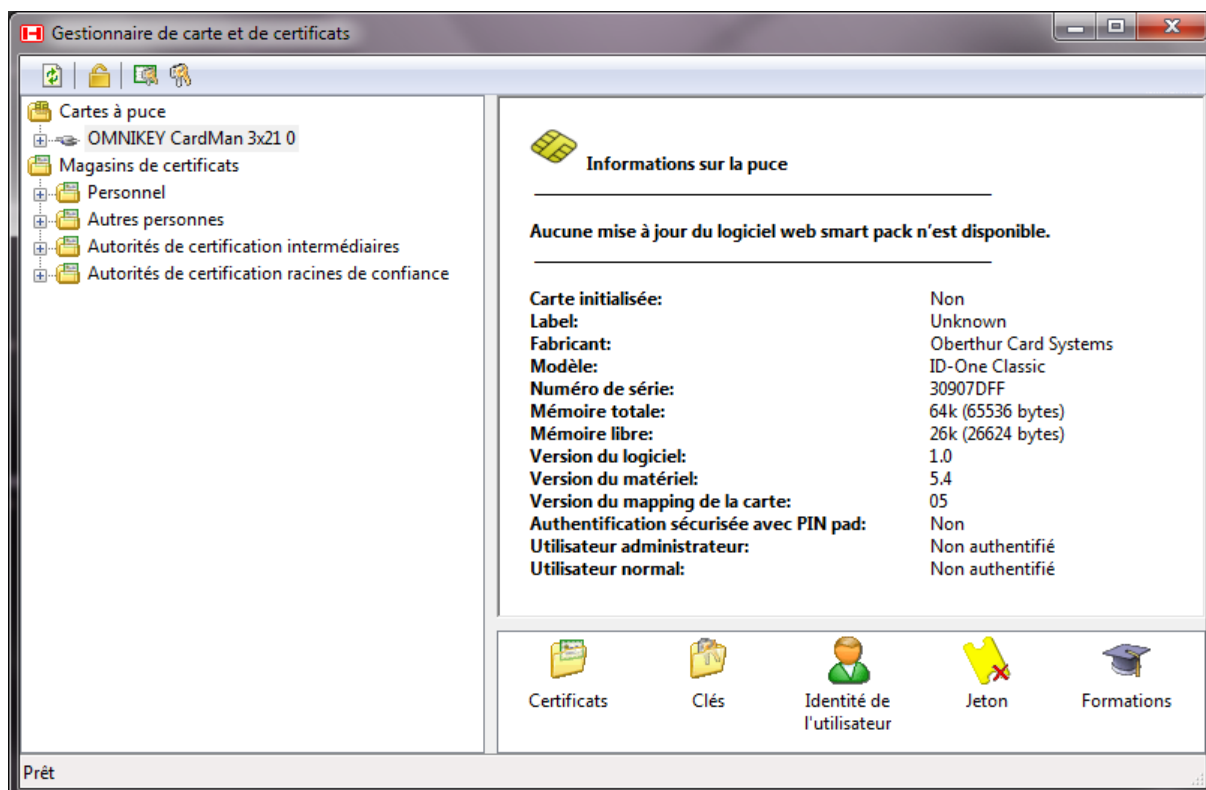 Gestionnaire de carte et de certificats
Cartes à puce
OMNIKEY CardMan 3x21 0
Magasins de certificats
Personnel
Autres personnes
Autorités de certification intermédiaires
Autorités de certification racines de confiance
Informations sur la puce
Aucune mise à jour du logiciel web smart pack n'est disponible.
Carte initialisée: Non
Label: Unknown
Fabricant: Oberthur Card Systems
Modèle: ID-One Classic
Numéro de série: 30907DFF
Mémoire totale: 64k (65536 bytes)
Mémoire libre: 26k (26624 bytes)
Version du logiciel: 1.0
Version du matériel: 5.4
Version du mapping de la carte: 05
Authentification sécurisée avec PIN pad: Non
Utilisateur administrateur: Non authentifié
Utilisateur normal: Non authentifié
Certificats
Clés
Identité de
l'utilisateur
Jeton
Formations
Prêt